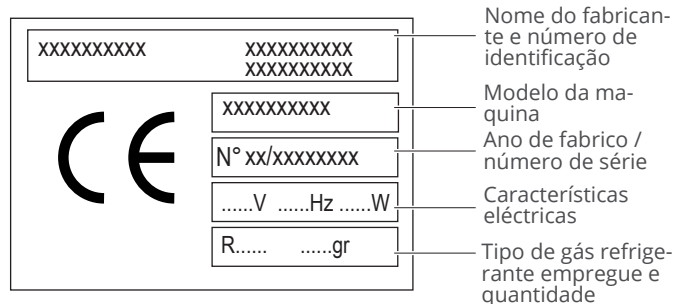 xxxxxxxxxx xxxxxxxxxx
xxxxxxxxxx
Nome do fabrican-
te e número de
identificação
CE
xxxxxxxxxx
Modelo da ma-
quina
N° xx/xxxxxxxx
Ano de fabrico /
número de série
......V ......Hz ......W
Características
eléctricas
R...... ......gr
Tipo de gás refrige-
rante empregue e
quantidade